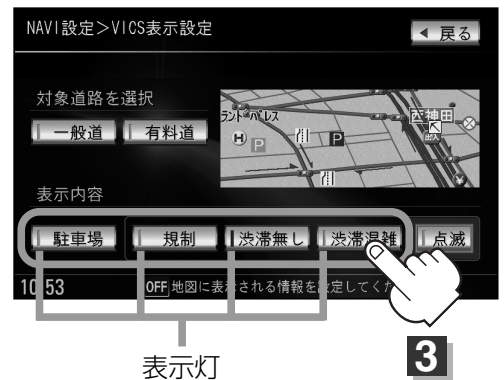 NAVI設定>VICS表示設定
戻る
対象道路を選択
一般道 有料道
ランドパレス
西神田
出入
H P P
表示内容
駐車場 規制 渋滞無し 渋滞混雑 点滅
10:53 OFF 地図に表示される情報を設定してくだ
表示灯
3